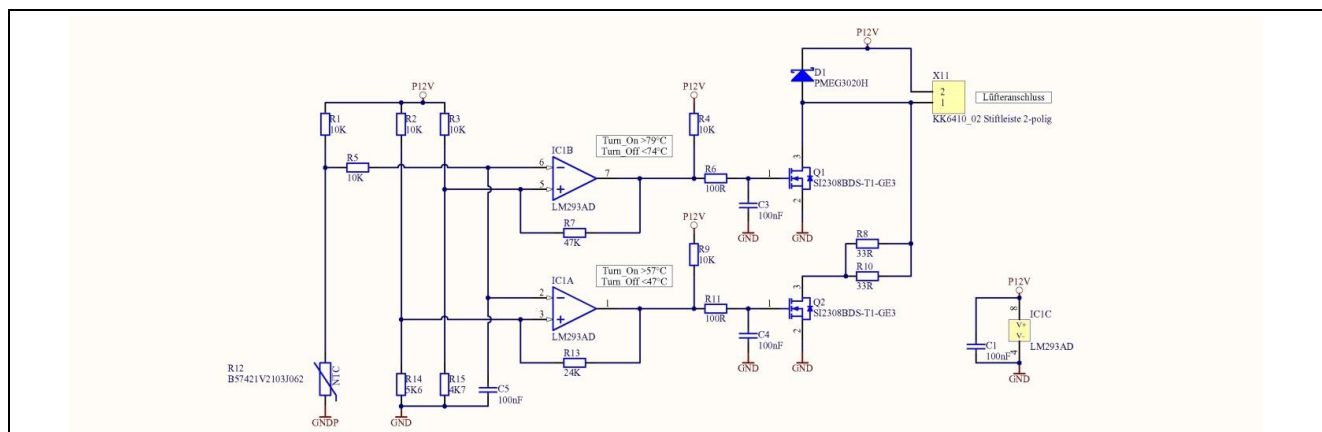 P12V
D1
PMEG3020H
X11
2
1
Lüfteranschluss
KK6410_02 Stiftleiste 2-polig
P12V
R1
10K
R2
10K
R3
10K
R5
10K
IC1B
6
5
7
LM293AD
Turn_On >79°C
Turn_Off <74°C
P12V
R4
10K
R6
100R
C3
100nF
GND
1
3
2
Q1
SI2308BDS-T1-GE3
GND
R7
47K
IC1A
2
3
1
LM293AD
Turn_On >57°C
Turn_Off <47°C
P12V
R9
10K
R11
100R
C4
100nF
GND
1
3
2
Q2
SI2308BDS-T1-GE3
GND
R8
33R
R10
33R
R13
24K
P12V
8
V+
V-
4
IC1C
LM293AD
C1
100nF
GND
R12
B57421V2103J062
NTC
GNDP
R14
5K6
R15
4K7
C5
100nF
GND